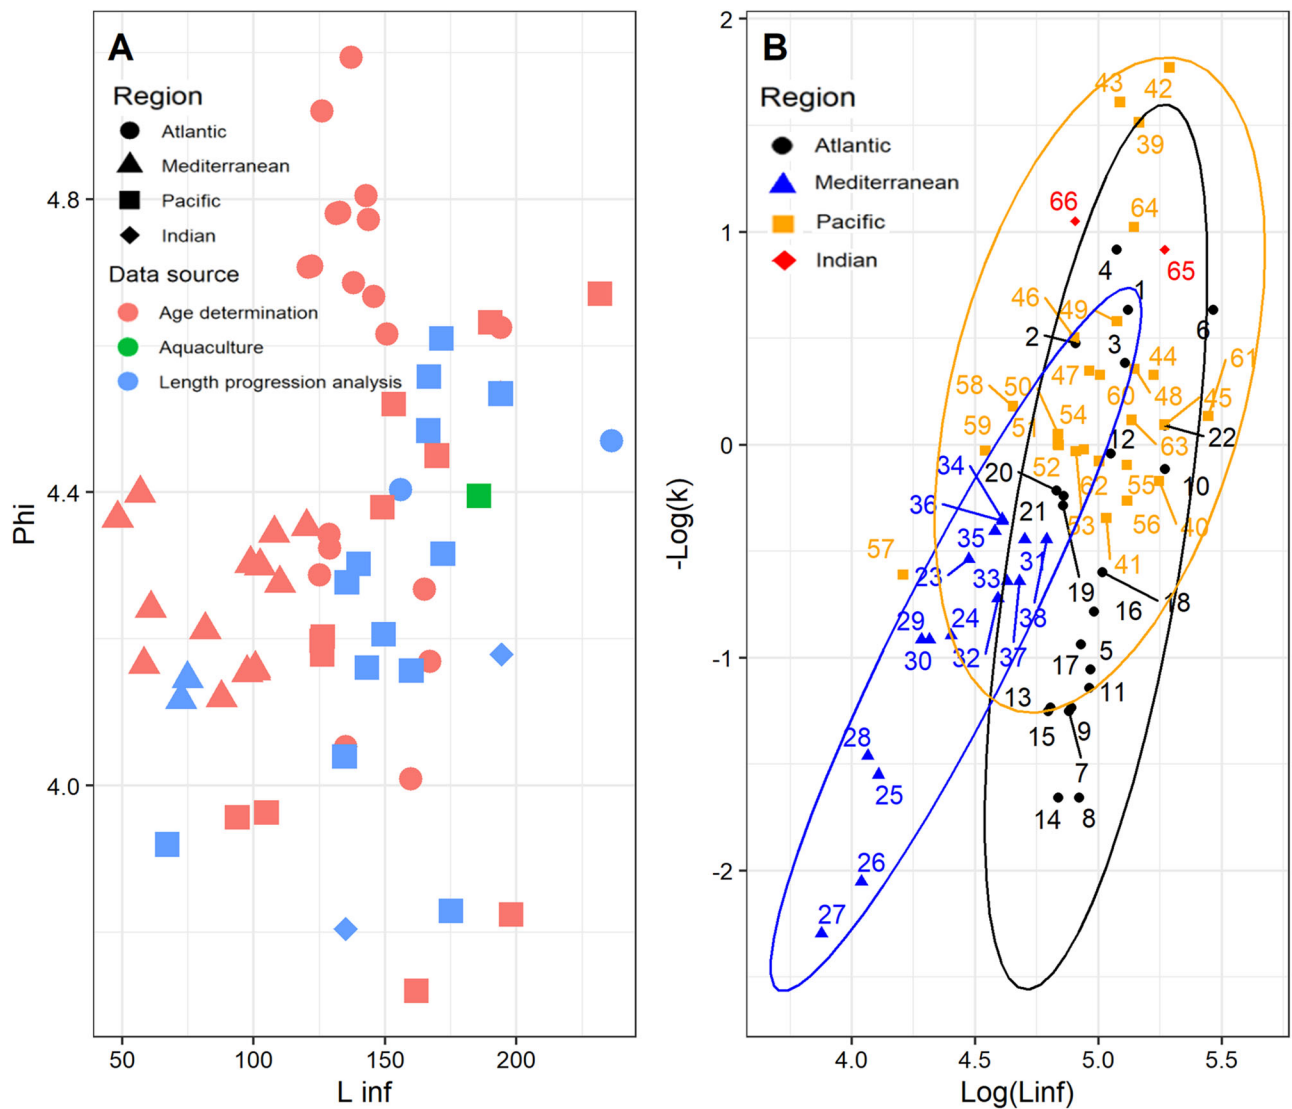 A
Region
Atlantic
Mediterranean
Pacific
Indian
Data source
Age determination
Aquaculture
Length progression analysis
4.8
4.4
4.0
Phi
50 100 150 200
L inf
B
Region
Atlantic
Mediterranean
Pacific
Indian
2
1
0
-1
-2
-Log(k)
4.0 4.5 5.0 5.5
Log(Linf)
43 42
39
66 64
4 65
46 49 1
2 3 6
47 44 61
58 50 60 48 45
59 51 54 12 63 22
34 20 52 62 55 10
36 21 53 56 40
57 35 31 41
23 33 19 16 18
29 24 38
30 32 37 17 5
13 11
28 15 9
25 7
14 8
26
27